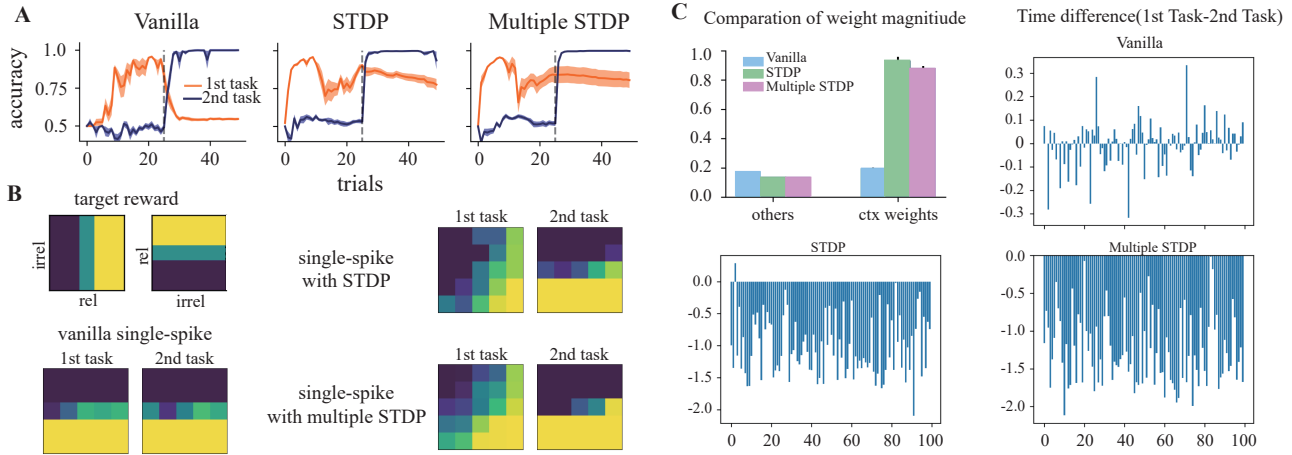 A
Vanilla
STDP
Multiple STDP
accuracy
1.0
0.5
1st task
2nd task
0 20 40
0 20 40
0 20 40
trials
B
target reward
irrel
rel
rel
irrel
vanilla single-spike
1st task
2nd task
single-spike
with STDP
1st task
2nd task
single-spike
with multiple STDP
1st task
2nd task
C
Comparation of weight magnitiude
Vanilla
STDP
Multiple STDP
1.0
0.8
0.6
0.4
0.2
0.0
others
ctx weights
Time difference(1st Task-2nd Task)
Vanilla
0.3
0.2
0.1
0
-0.1
-0.2
-0.3
STDP
0.0
-0.5
-1.0
-1.5
-2.0
0 20 40 60 80 100
Multiple STDP
0.0
-0.5
-1.0
-1.5
-2.0
0 20 40 60 80 100